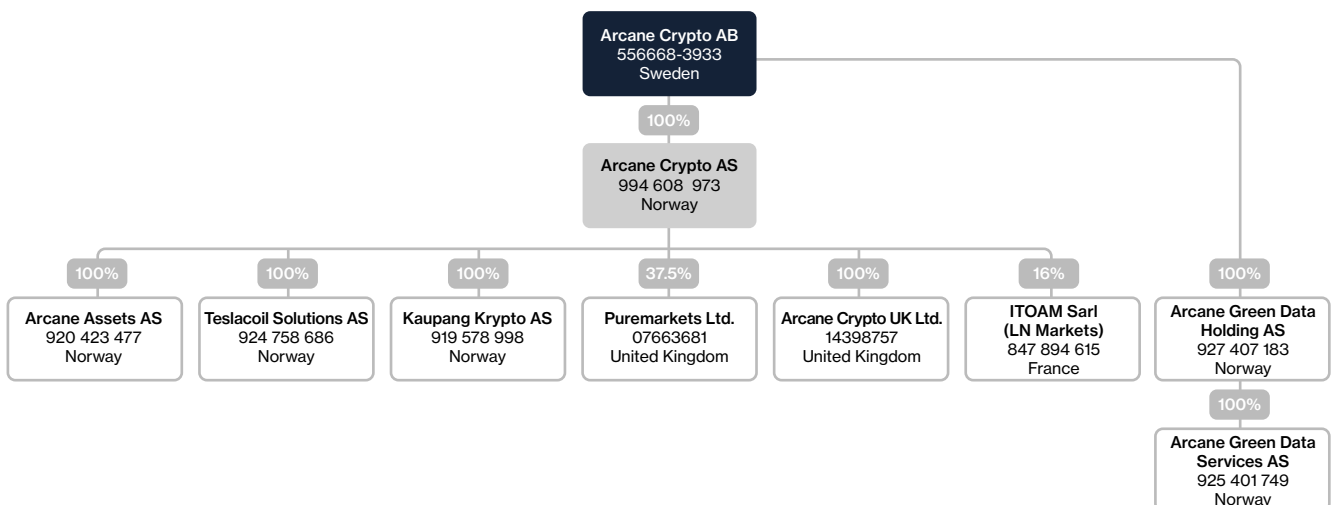 Arcane Crypto AB
556668-3933
Sweden
100%
Arcane Crypto AS
994 608 973
Norway
100%
100%
100%
37.5%
100%
16%
100%
Arcane Assets AS
920 423 477
Norway
Teslacoil Solutions AS
924 758 686
Norway
Kaupang Krypto AS
919 578 998
Norway
Puremarkets Ltd.
07663681
United Kingdom
Arcane Crypto UK Ltd.
14398757
United Kingdom
ITOAM Sarl
(LN Markets)
847 894 615
France
Arcane Green Data
Holding AS
927 407 183
Norway
100%
Arcane Green Data
Services AS
925 401 749
Norway